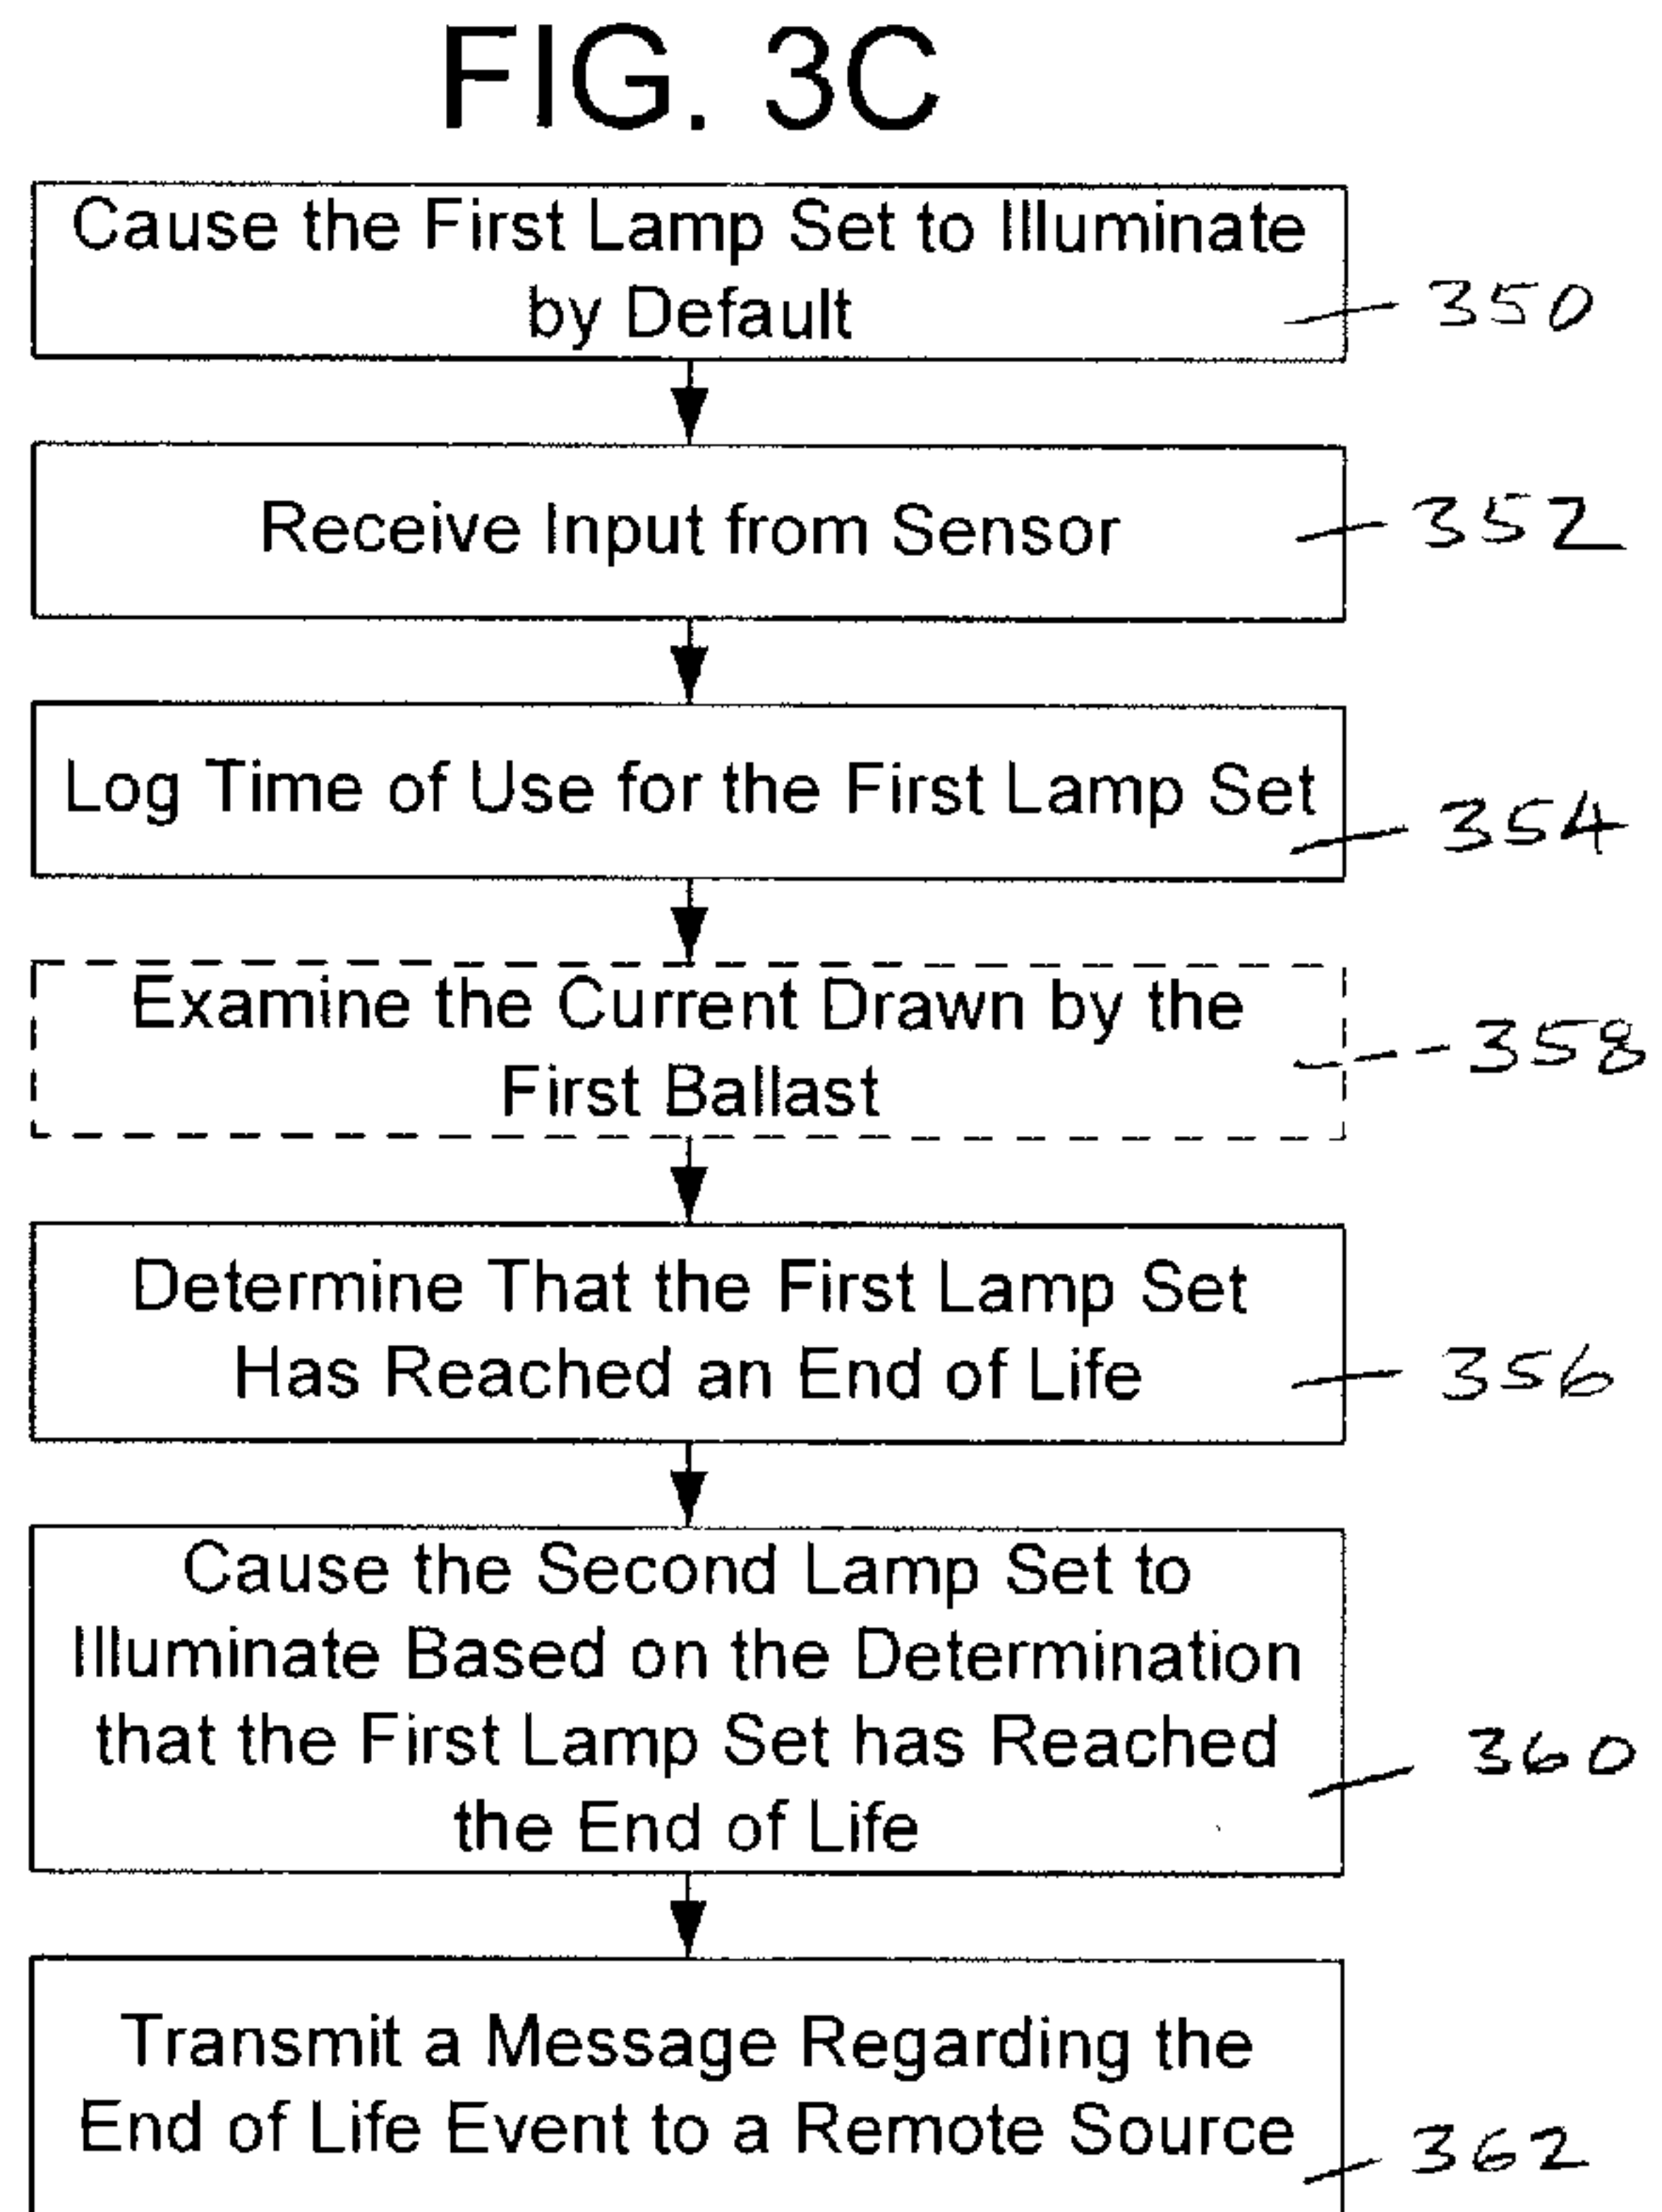 FIG. 3C
Cause the First Lamp Set to Illuminate
by Default
350
Receive Input from Sensor
352
Log Time of Use for the First Lamp Set
354
Examine the Current Drawn by the
First Ballast
358
Determine That the First Lamp Set
Has Reached an End of Life
356
Cause the Second Lamp Set to
Illuminate Based on the Determination
that the First Lamp Set has Reached
the End of Life
360
Transmit a Message Regarding the
End of Life Event to a Remote Source
362